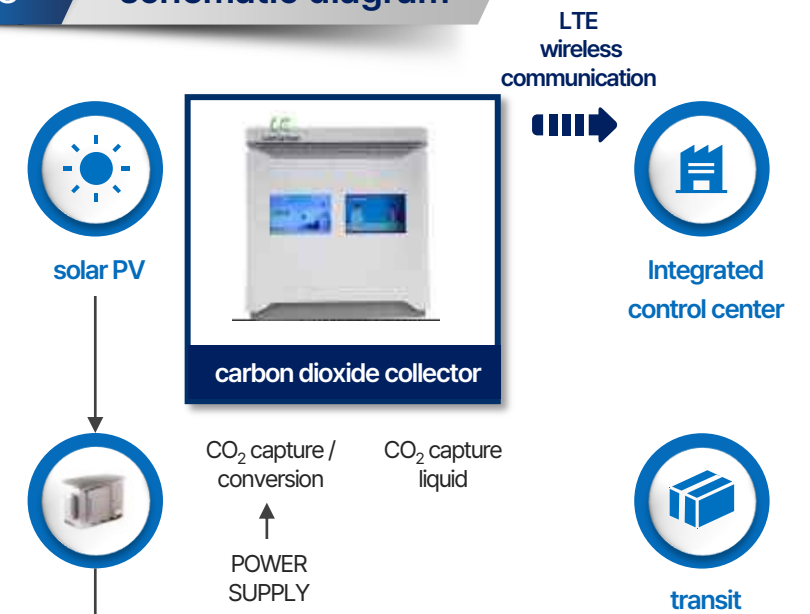 schematic diagram
LTE
wireless
communication
solar PV
Integrated
control center
carbon dioxide collector
CO₂ capture /
conversion
CO₂ capture
liquid
POWER
SUPPLY
transit